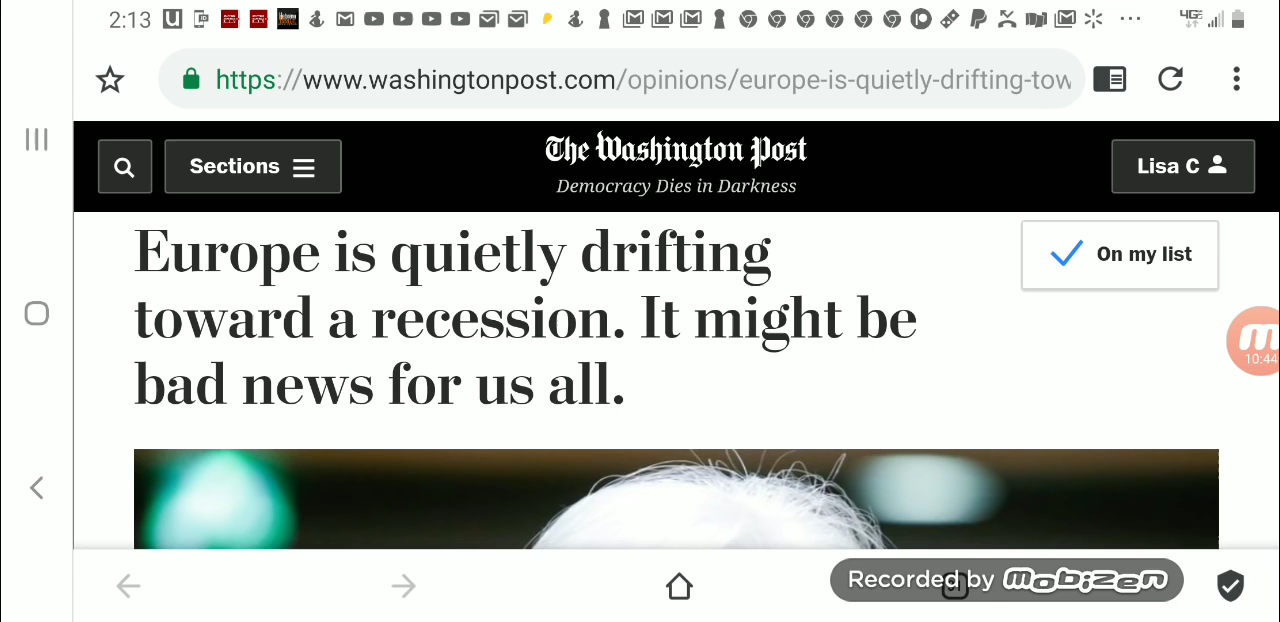 2:13
4GE
https://www.washingtonpost.com/opinions/europe-is-quietly-drifting-tow
Sections
The Washington Post
Democracy Dies in Darkness
Lisa C
Europe is quietly drifting
toward a recession. It might be
bad news for us all.
On my list
10:44
Recorded by mobizen